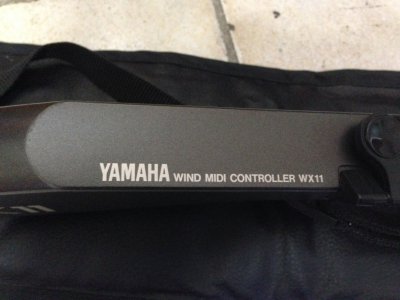 YAMAHA WIND MIDI CONTROLLER WX11